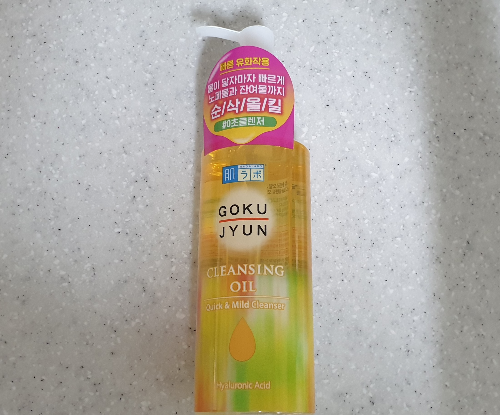 빠른 유화작용
물이 닿자마자 빠르게
노폐물과 잔여물까지
순/삭/올/킬
#0초클렌저
肌ラボ
GOKU
JYUN
CLEANSING
OIL
Quick & Mild Cleanser
Hyaluronic Acid